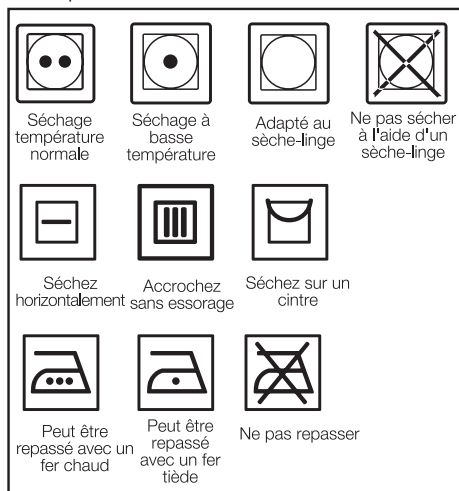 Séchage
température
normale
Séchage à
basse
température
Adapté au
sèche-linge
Ne pas sécher
à l'aide d'un
sèche-linge
Séchez
horizontalement
Accrochez
sans essorage
Séchez sur un
cintre
Peut être
repassé avec un
fer chaud
Peut être
repassé
avec un fer
tiède
Ne pas repasser